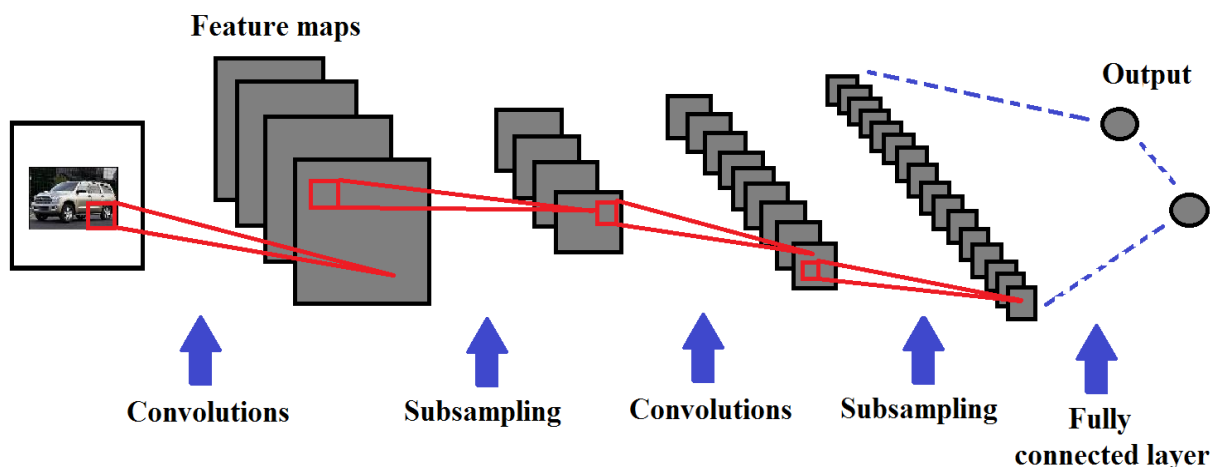 Feature maps
Output
Convolutions
Subsampling
Convolutions
Subsampling
Fully
connected layer